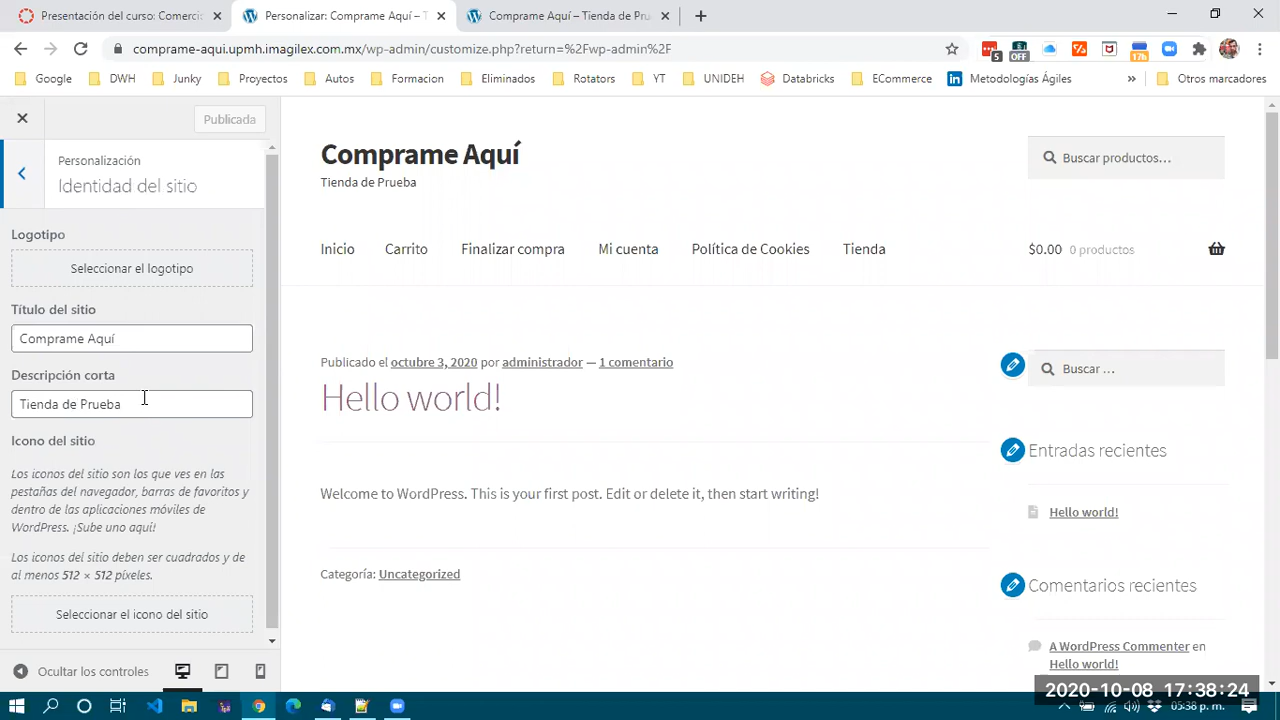 Presentación del curso: Comerci
Personalizar: Comprame Aquí – T
Comprame Aquí – Tienda de Pru
comprame-aqui.upmh.imagilex.com.mx/wp-admin/customize.php?return=%2Fwp-admin%2F
5
OFF
17h
Google
DWH
Junky
Proyectos
Autos
Formacion
Eliminados
Rotators
YT
UNIDEH
Databricks
ECommerce
Metodologías Ágiles
»
Otros marcadores
Publicada
Personalización
Identidad del sitio
Logotipo
Seleccionar el logotipo
Título del sitio
Comprame Aquí
Descripción corta
Tienda de Prueba
Icono del sitio
Los iconos del sitio son los que ves en las
pestañas del navegador, barras de favoritos y
dentro de las aplicaciones móviles de
WordPress. ¡Sube uno aquí!
Los iconos del sitio deben ser cuadrados y de
al menos 512 × 512 píxeles.
Seleccionar el icono del sitio
Ocultar los controles
Comprame Aquí
Tienda de Prueba
Buscar productos…
Inicio
Carrito
Finalizar compra
Mi cuenta
Política de Cookies
Tienda
$0.00 0 productos
Publicado el octubre 3, 2020 por administrador — 1 comentario
Hello world!
Welcome to WordPress. This is your first post. Edit or delete it, then start writing!
Categoría: Uncategorized
Buscar …
Entradas recientes
Hello world!
Comentarios recientes
A WordPress Commenter en
Hello world!
2020-10-08 17:38:24
05:38 p. m.